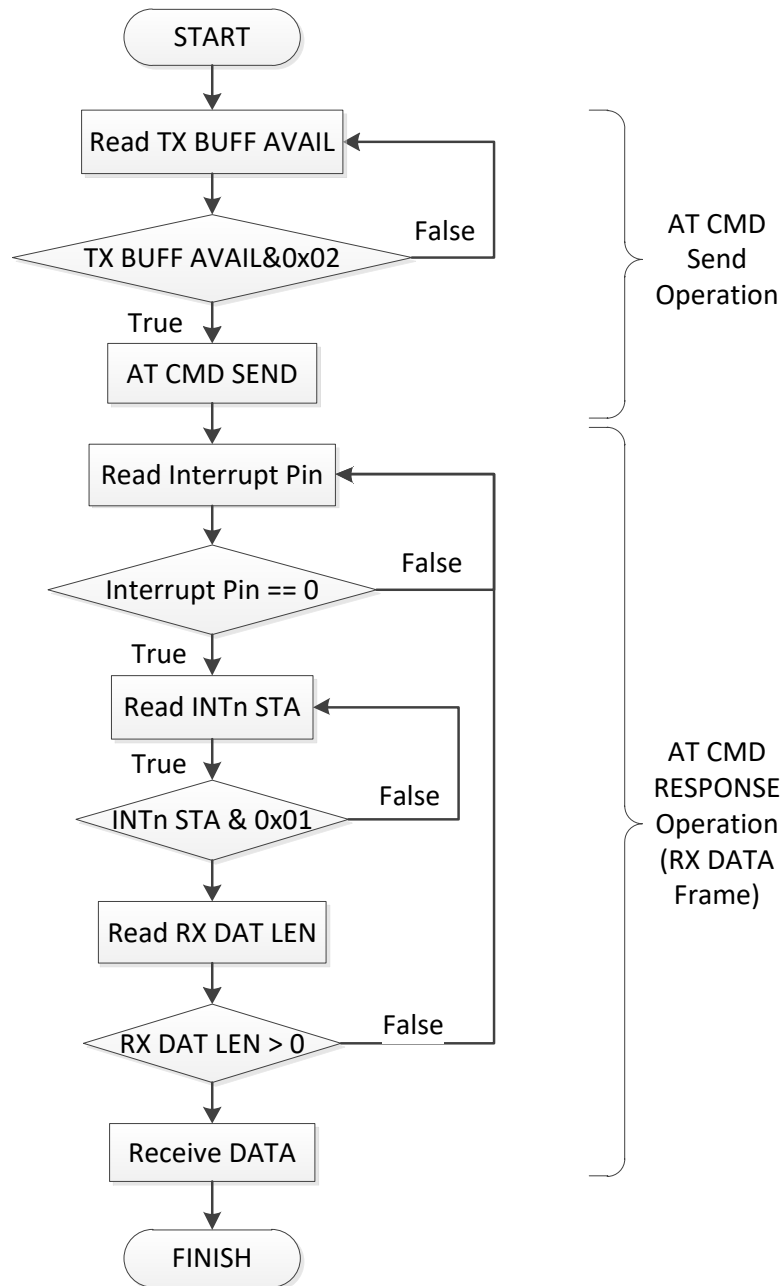 START
Read TX BUFF AVAIL
False
TX BUFF AVAIL&0x02
True
AT CMD SEND
AT CMD
Send
Operation
Read Interrupt Pin
False
Interrupt Pin == 0
True
Read INTn STA
True
False
INTn STA & 0x01
Read RX DAT LEN
False
RX DAT LEN > 0
Receive DATA
FINISH
AT CMD
RESPONSE
Operation
(RX DATA
Frame)